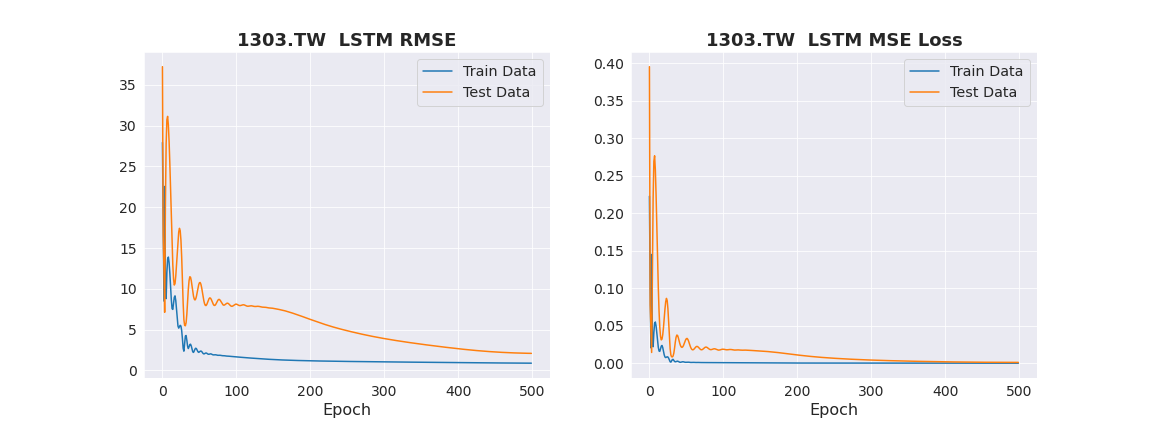 1303.TW  LSTM RMSE
Train Data
Test Data
35
30
25
20
15
10
5
0
0 100 200 300 400 500
Epoch
1303.TW  LSTM MSE Loss
Train Data
Test Data
0.40
0.35
0.30
0.25
0.20
0.15
0.10
0.05
0.00
0 100 200 300 400 500
Epoch